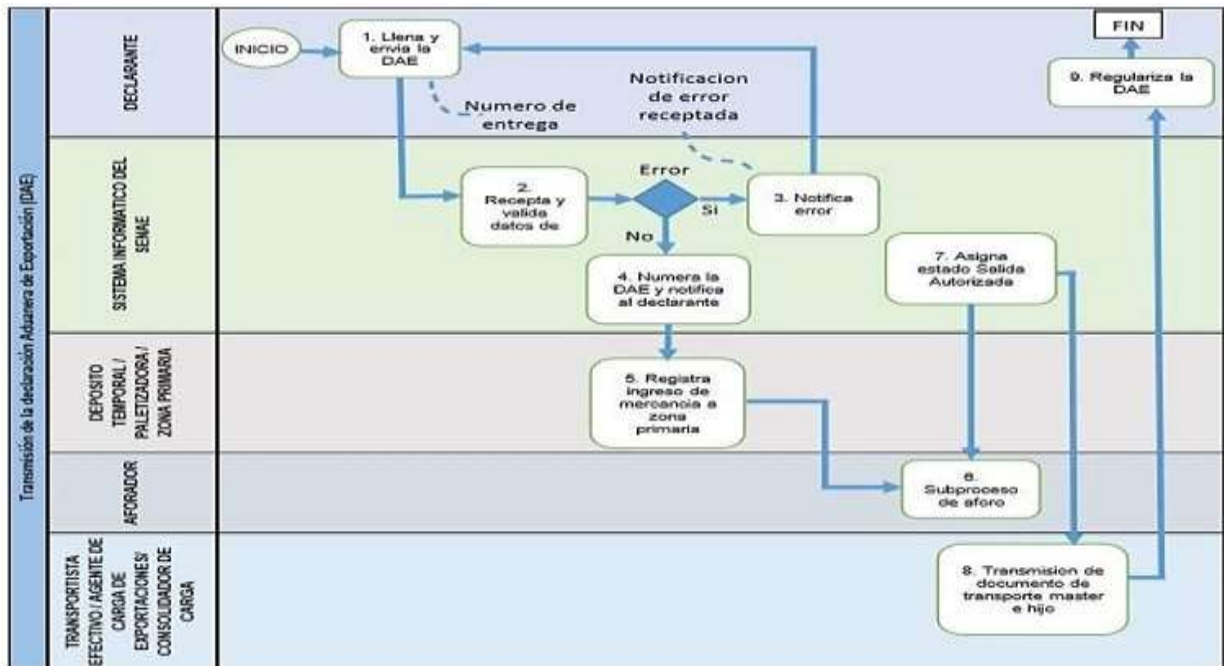 Transmisión de la declaración Aduanera de Exportación (DAE)
DECLARANTE
INICIO
1. Llena y
envia la
DAE
Numero de
entrega
Notificacion
de error
receptada
FIN
9. Regulariza la
DAE
SISTEMA INFORMATICO DEL
SENAE
2.
Recepta y
valida
datos de
Error
Si
No
3. Notifica
error
4. Numera la
DAE y notifica
al declarante
7. Asigna
estado Salida
Autorizada
DEPOSITO
TEMPORAL /
PALETIZADORA /
ZONA PRIMARIA
5. Registra
ingreso de
mercancia a
zona
primaria
AFORADOR
6.
Subproceso
de aforo
TRANSPORTISTA
EFECTIVO / AGENTE DE
CARGA DE
EXPORTACIONES/
CONSOLIDADOR DE
CARGA
8. Transmision de
documento de
transporte master
e hijo